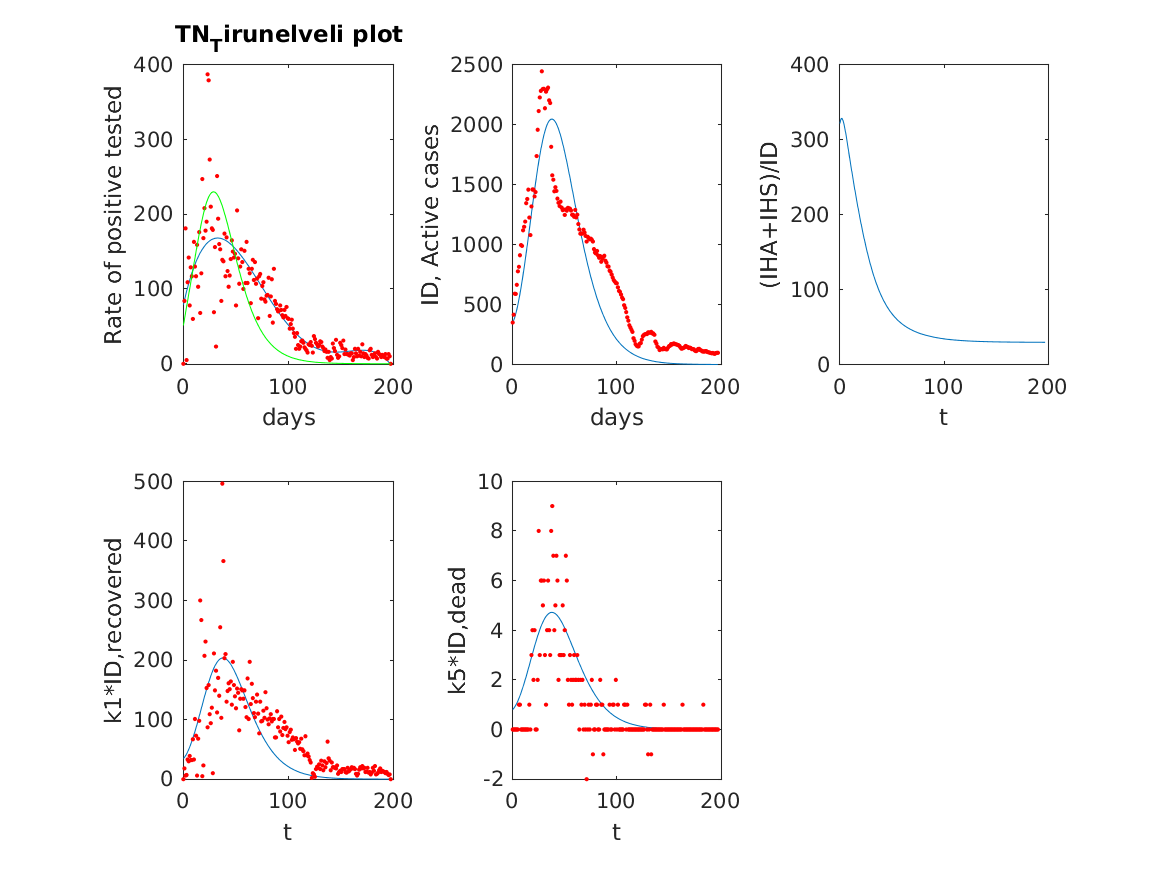 TN_Tirunelveli plot
400
300
200
100
0
Rate of positive tested
0 100 200
days
2500
2000
1500
1000
500
0
ID, Active cases
0 100 200
days
400
300
200
100
0
(IHA+IHS)/ID
0 100 200
t
500
400
300
200
100
0
k1*ID,recovered
0 100 200
t
10
8
6
4
2
0
-2
k5*ID,dead
0 100 200
t